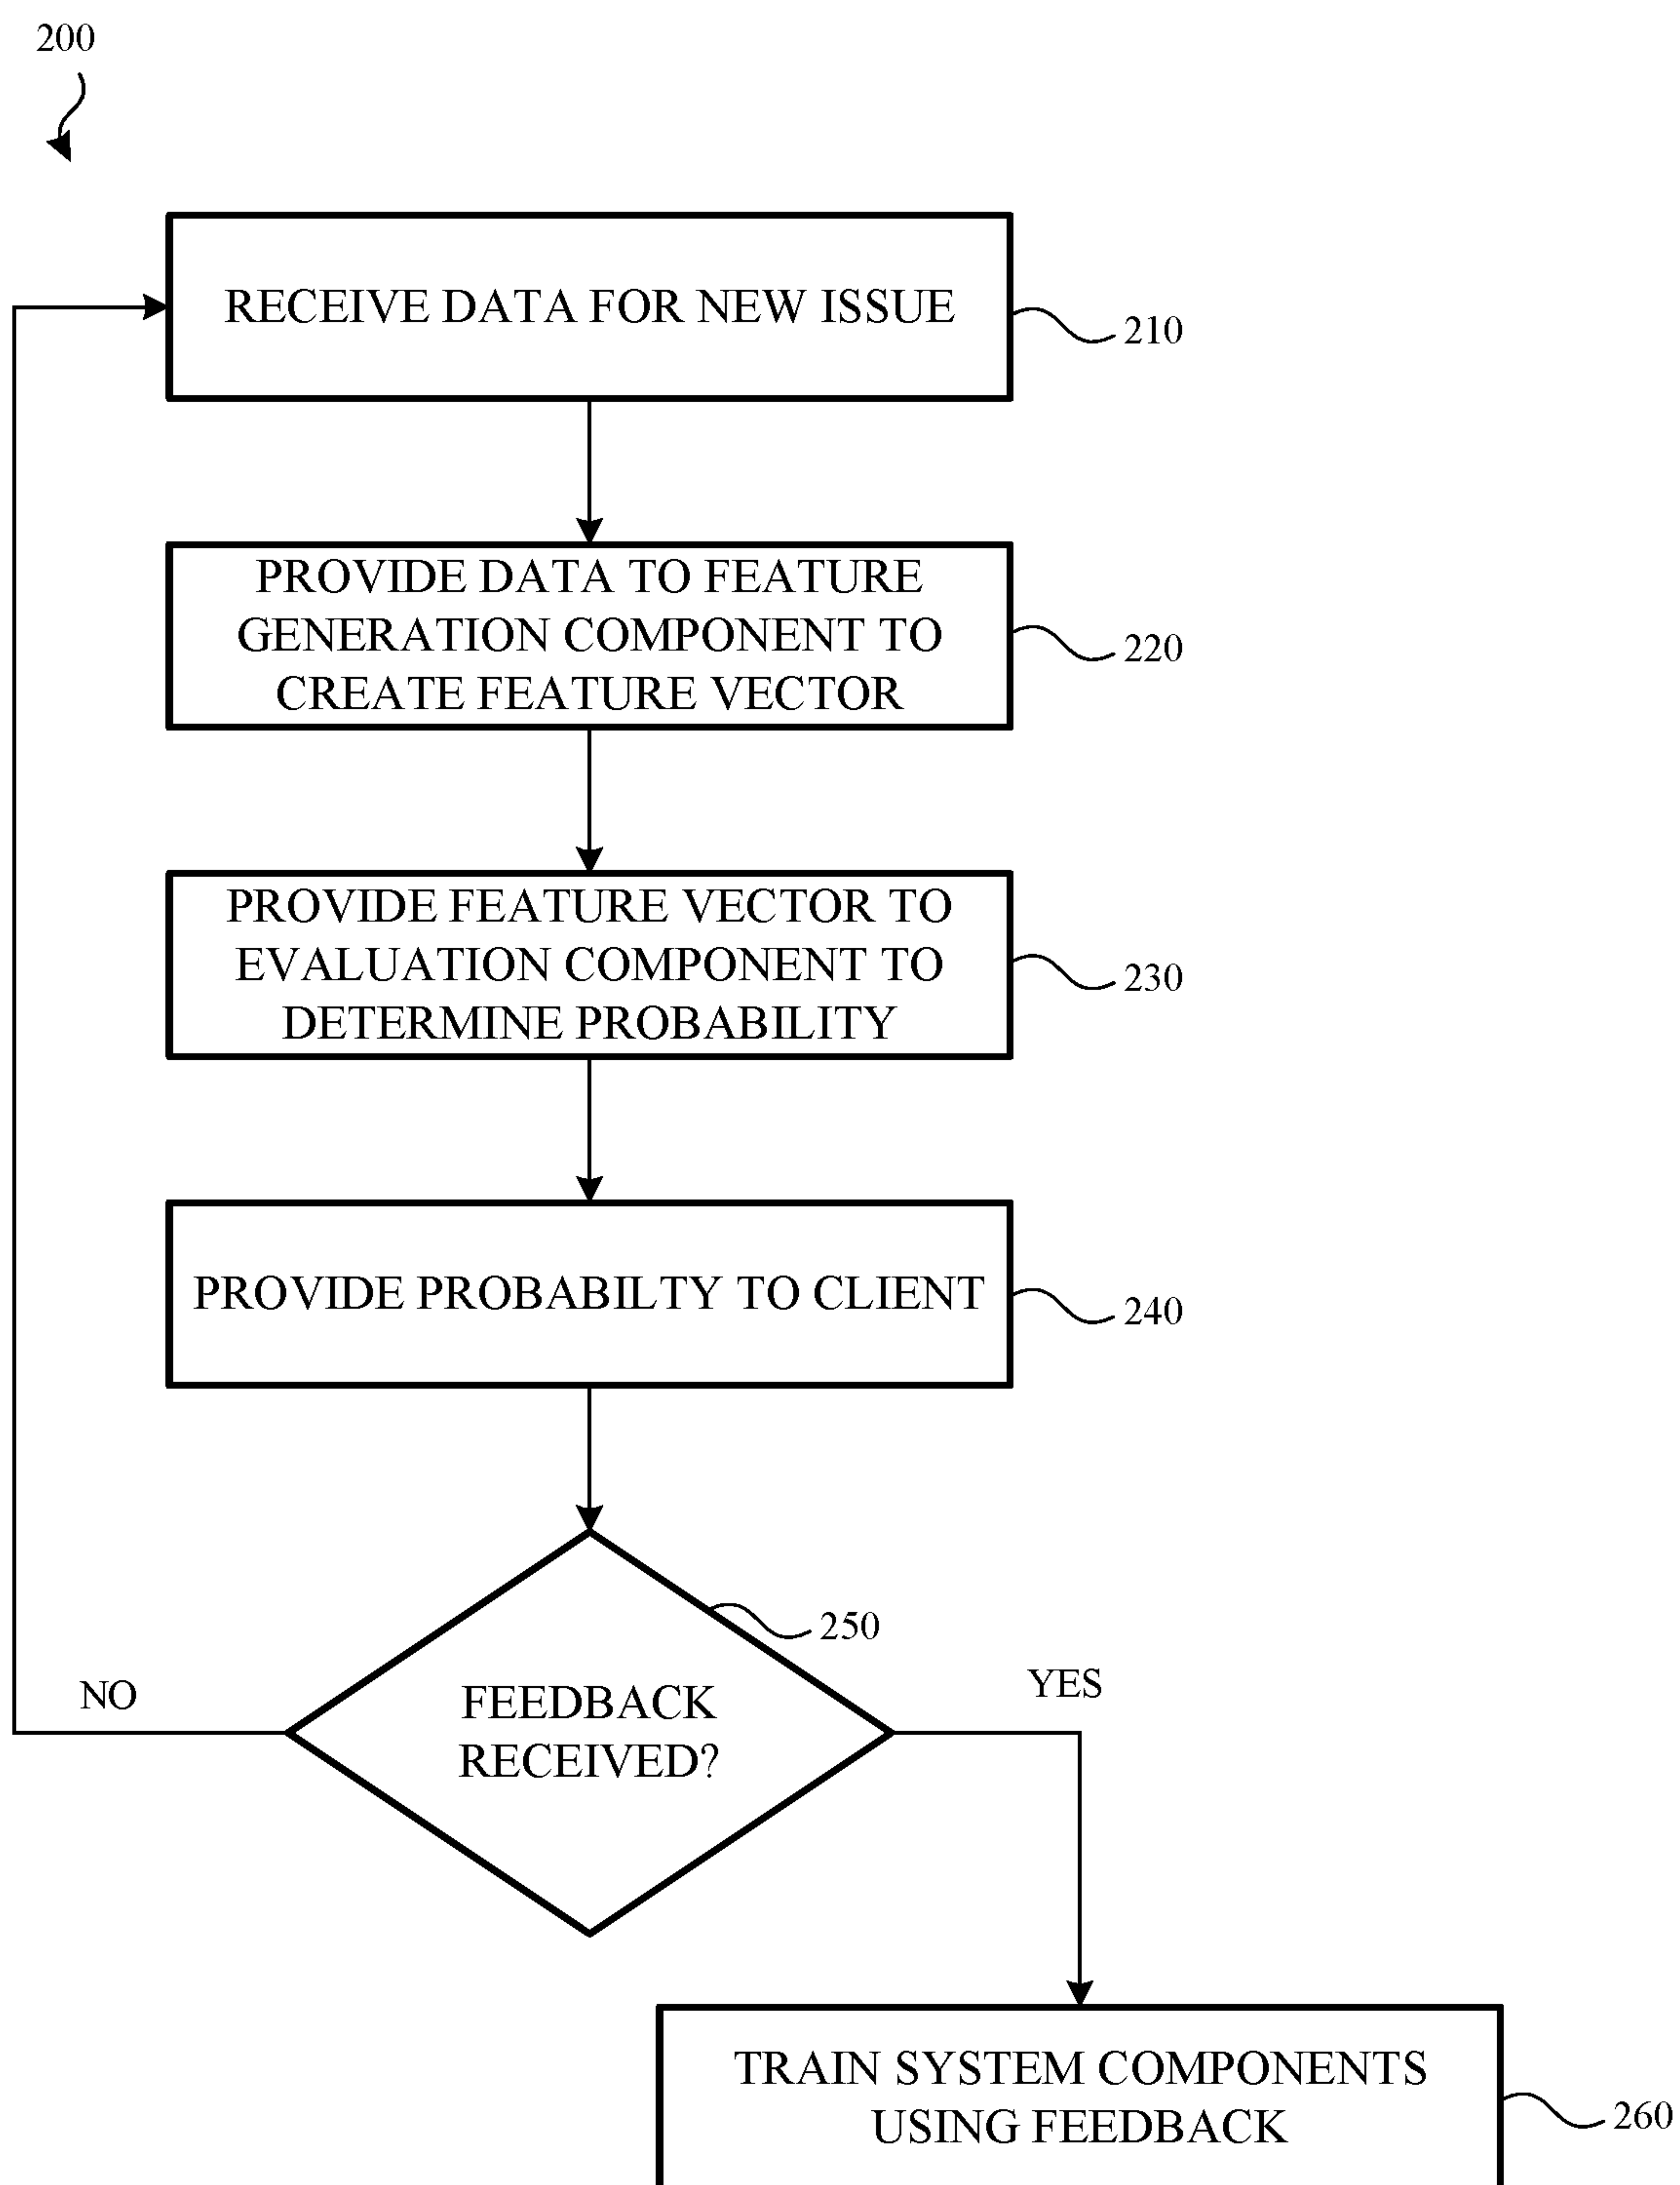 200
RECEIVE DATA FOR NEW ISSUE
210
PROVIDE DATA TO FEATURE
GENERATION COMPONENT TO
CREATE FEATURE VECTOR
220
PROVIDE FEATURE VECTOR TO
EVALUATION COMPONENT TO
DETERMINE PROBABILITY
230
PROVIDE PROBABILTY TO CLIENT
240
250
FEEDBACK
RECEIVED?
NO
YES
TRAIN SYSTEM COMPONENTS
USING FEEDBACK
260